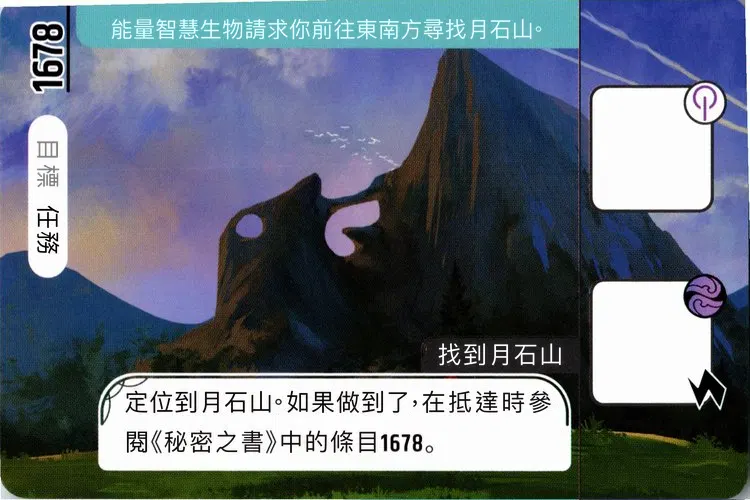 能量智慧生物請求你前往東南方尋找月石山。
1678
目標 任務
找到月石山
定位到月石山。如果做到了,在抵達時參
閱《秘密之書》中的條目1678。